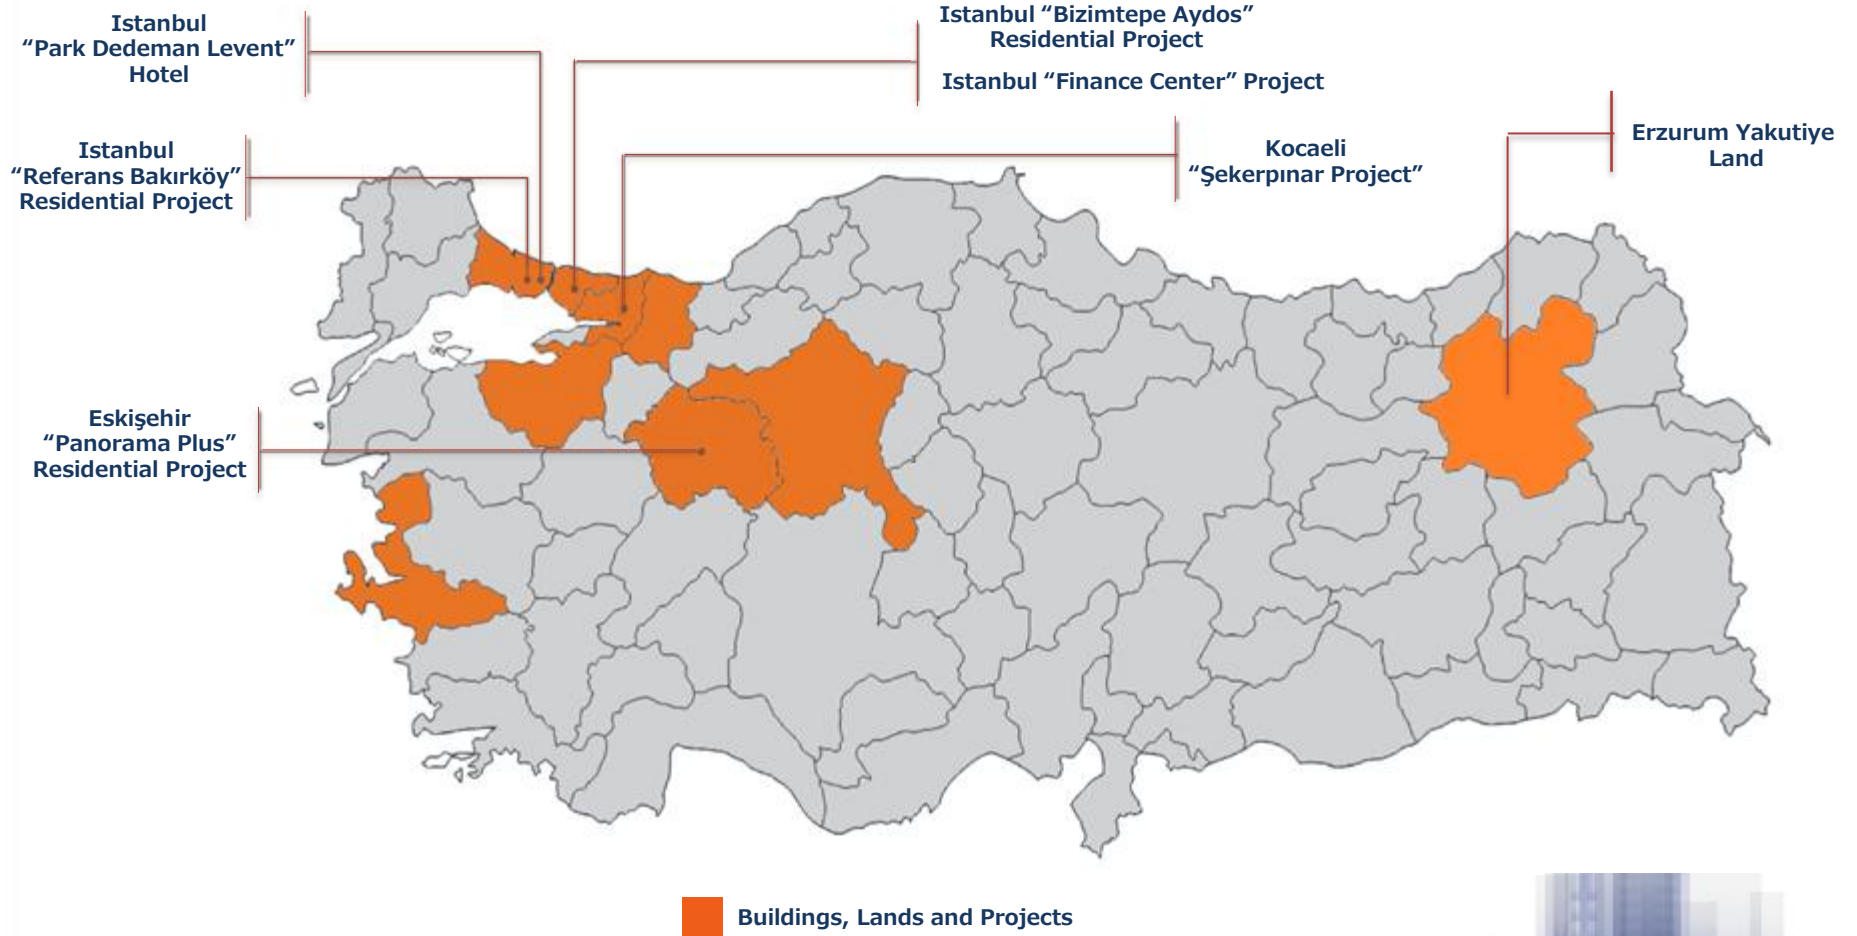 Istanbul
“Park Dedeman Levent”
Hotel
Istanbul “Bizimtepe Aydos”
Residential Project
Istanbul “Finance Center” Project
Istanbul
“Referans Bakırköy”
Residential Project
Kocaeli
“Şekerpınar Project”
Erzurum Yakutiye
Land
Eskişehir
“Panorama Plus”
Residential Project
Buildings, Lands and Projects